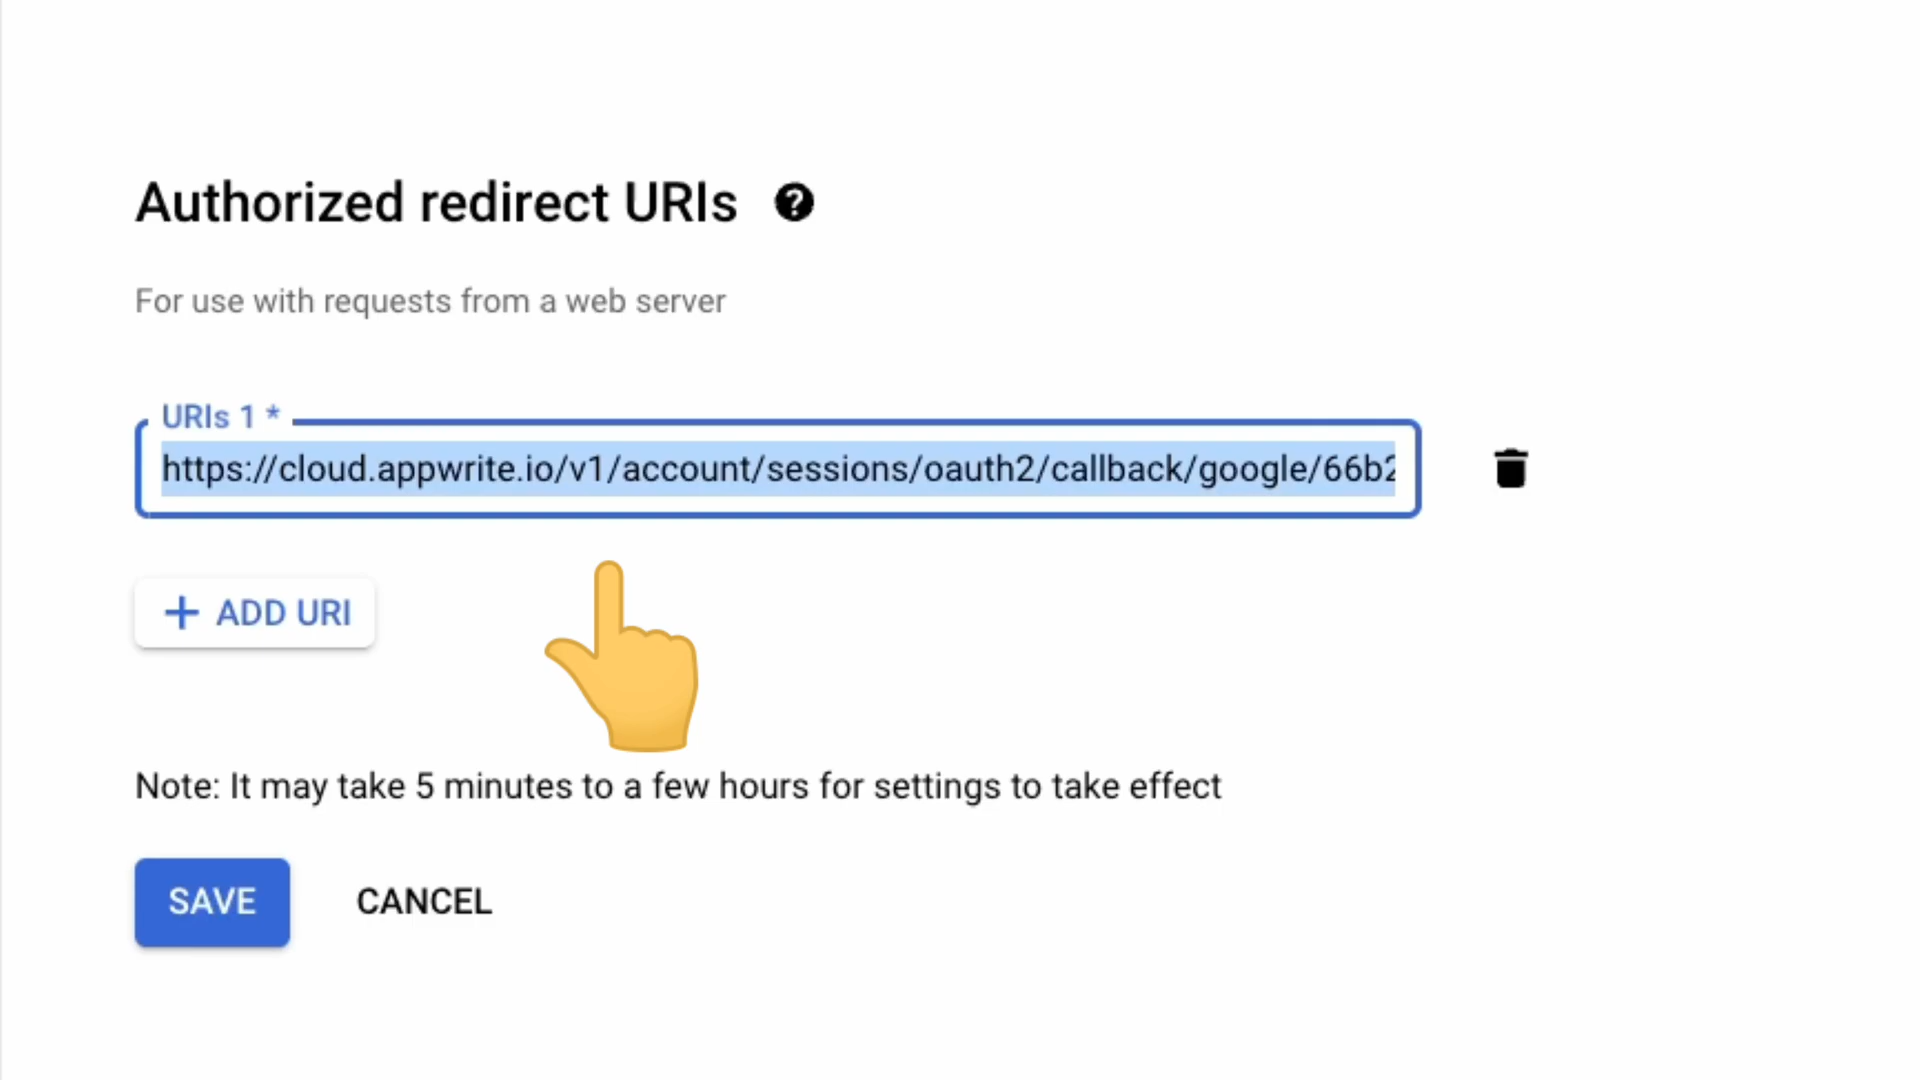 Authorized redirect URIs
For use with requests from a web server
URIs 1 *
https://cloud.appwrite.io/v1/account/sessions/oauth2/callback/google/66b2
+ ADD URI
Note: It may take 5 minutes to a few hours for settings to take effect
SAVE CANCEL